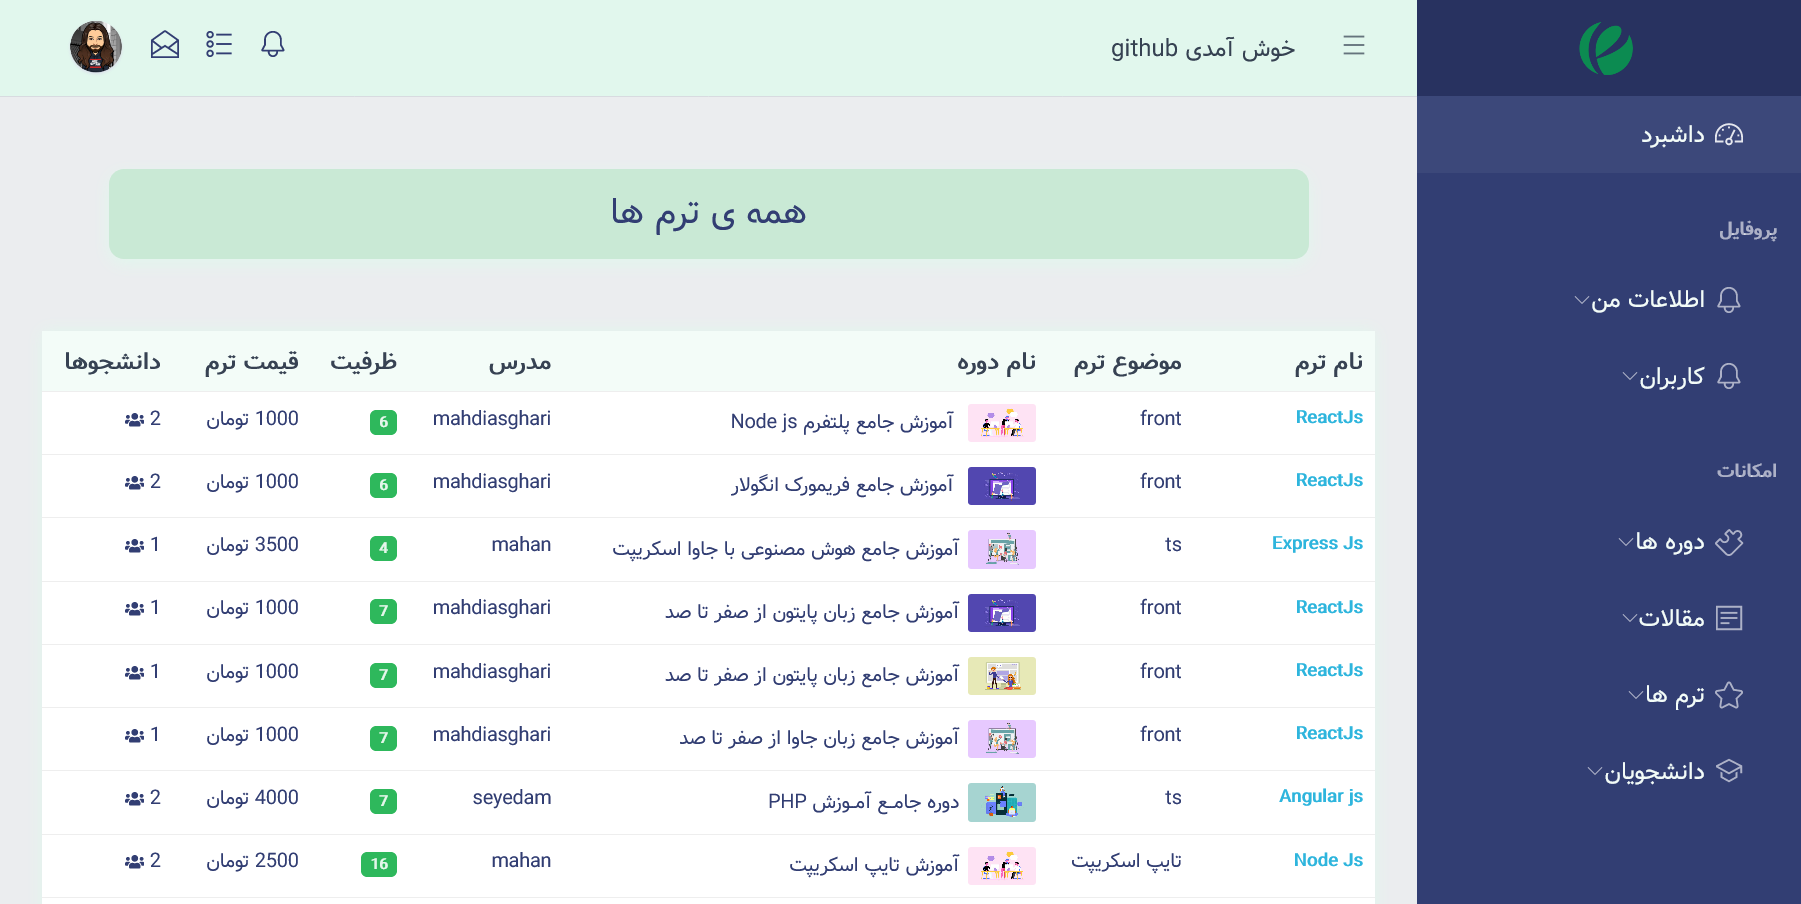 خوش آمدی github
داشبرد
پروفایل
اطلاعات من
کاربران
امکانات
دوره ها
مقالات
ترم ها
دانشجویان
همه ی ترم ها
نام ترم موضوع ترم نام دوره مدرس ظرفیت قیمت ترم دانشجوها
ReactJs front آموزش جامع پلتفرم Node js mahdiasghari 6 1000 تومان 2
ReactJs front آموزش جامع فریمورک انگولار mahdiasghari 6 1000 تومان 2
Express Js ts آموزش جامع هوش مصنوعی با جاوا اسکریپت mahan 4 3500 تومان 1
ReactJs front آموزش جامع زبان پایتون از صفر تا صد mahdiasghari 7 1000 تومان 1
ReactJs front آموزش جامع زبان پایتون از صفر تا صد mahdiasghari 7 1000 تومان 1
ReactJs front آموزش جامع زبان جاوا از صفر تا صد mahdiasghari 7 1000 تومان 1
Angular js ts دوره جامـع آمـوزش PHP seyedam 7 4000 تومان 2
Node Js تایپ اسکریپت آموزش تایپ اسکریپت mahan 16 2500 تومان 2